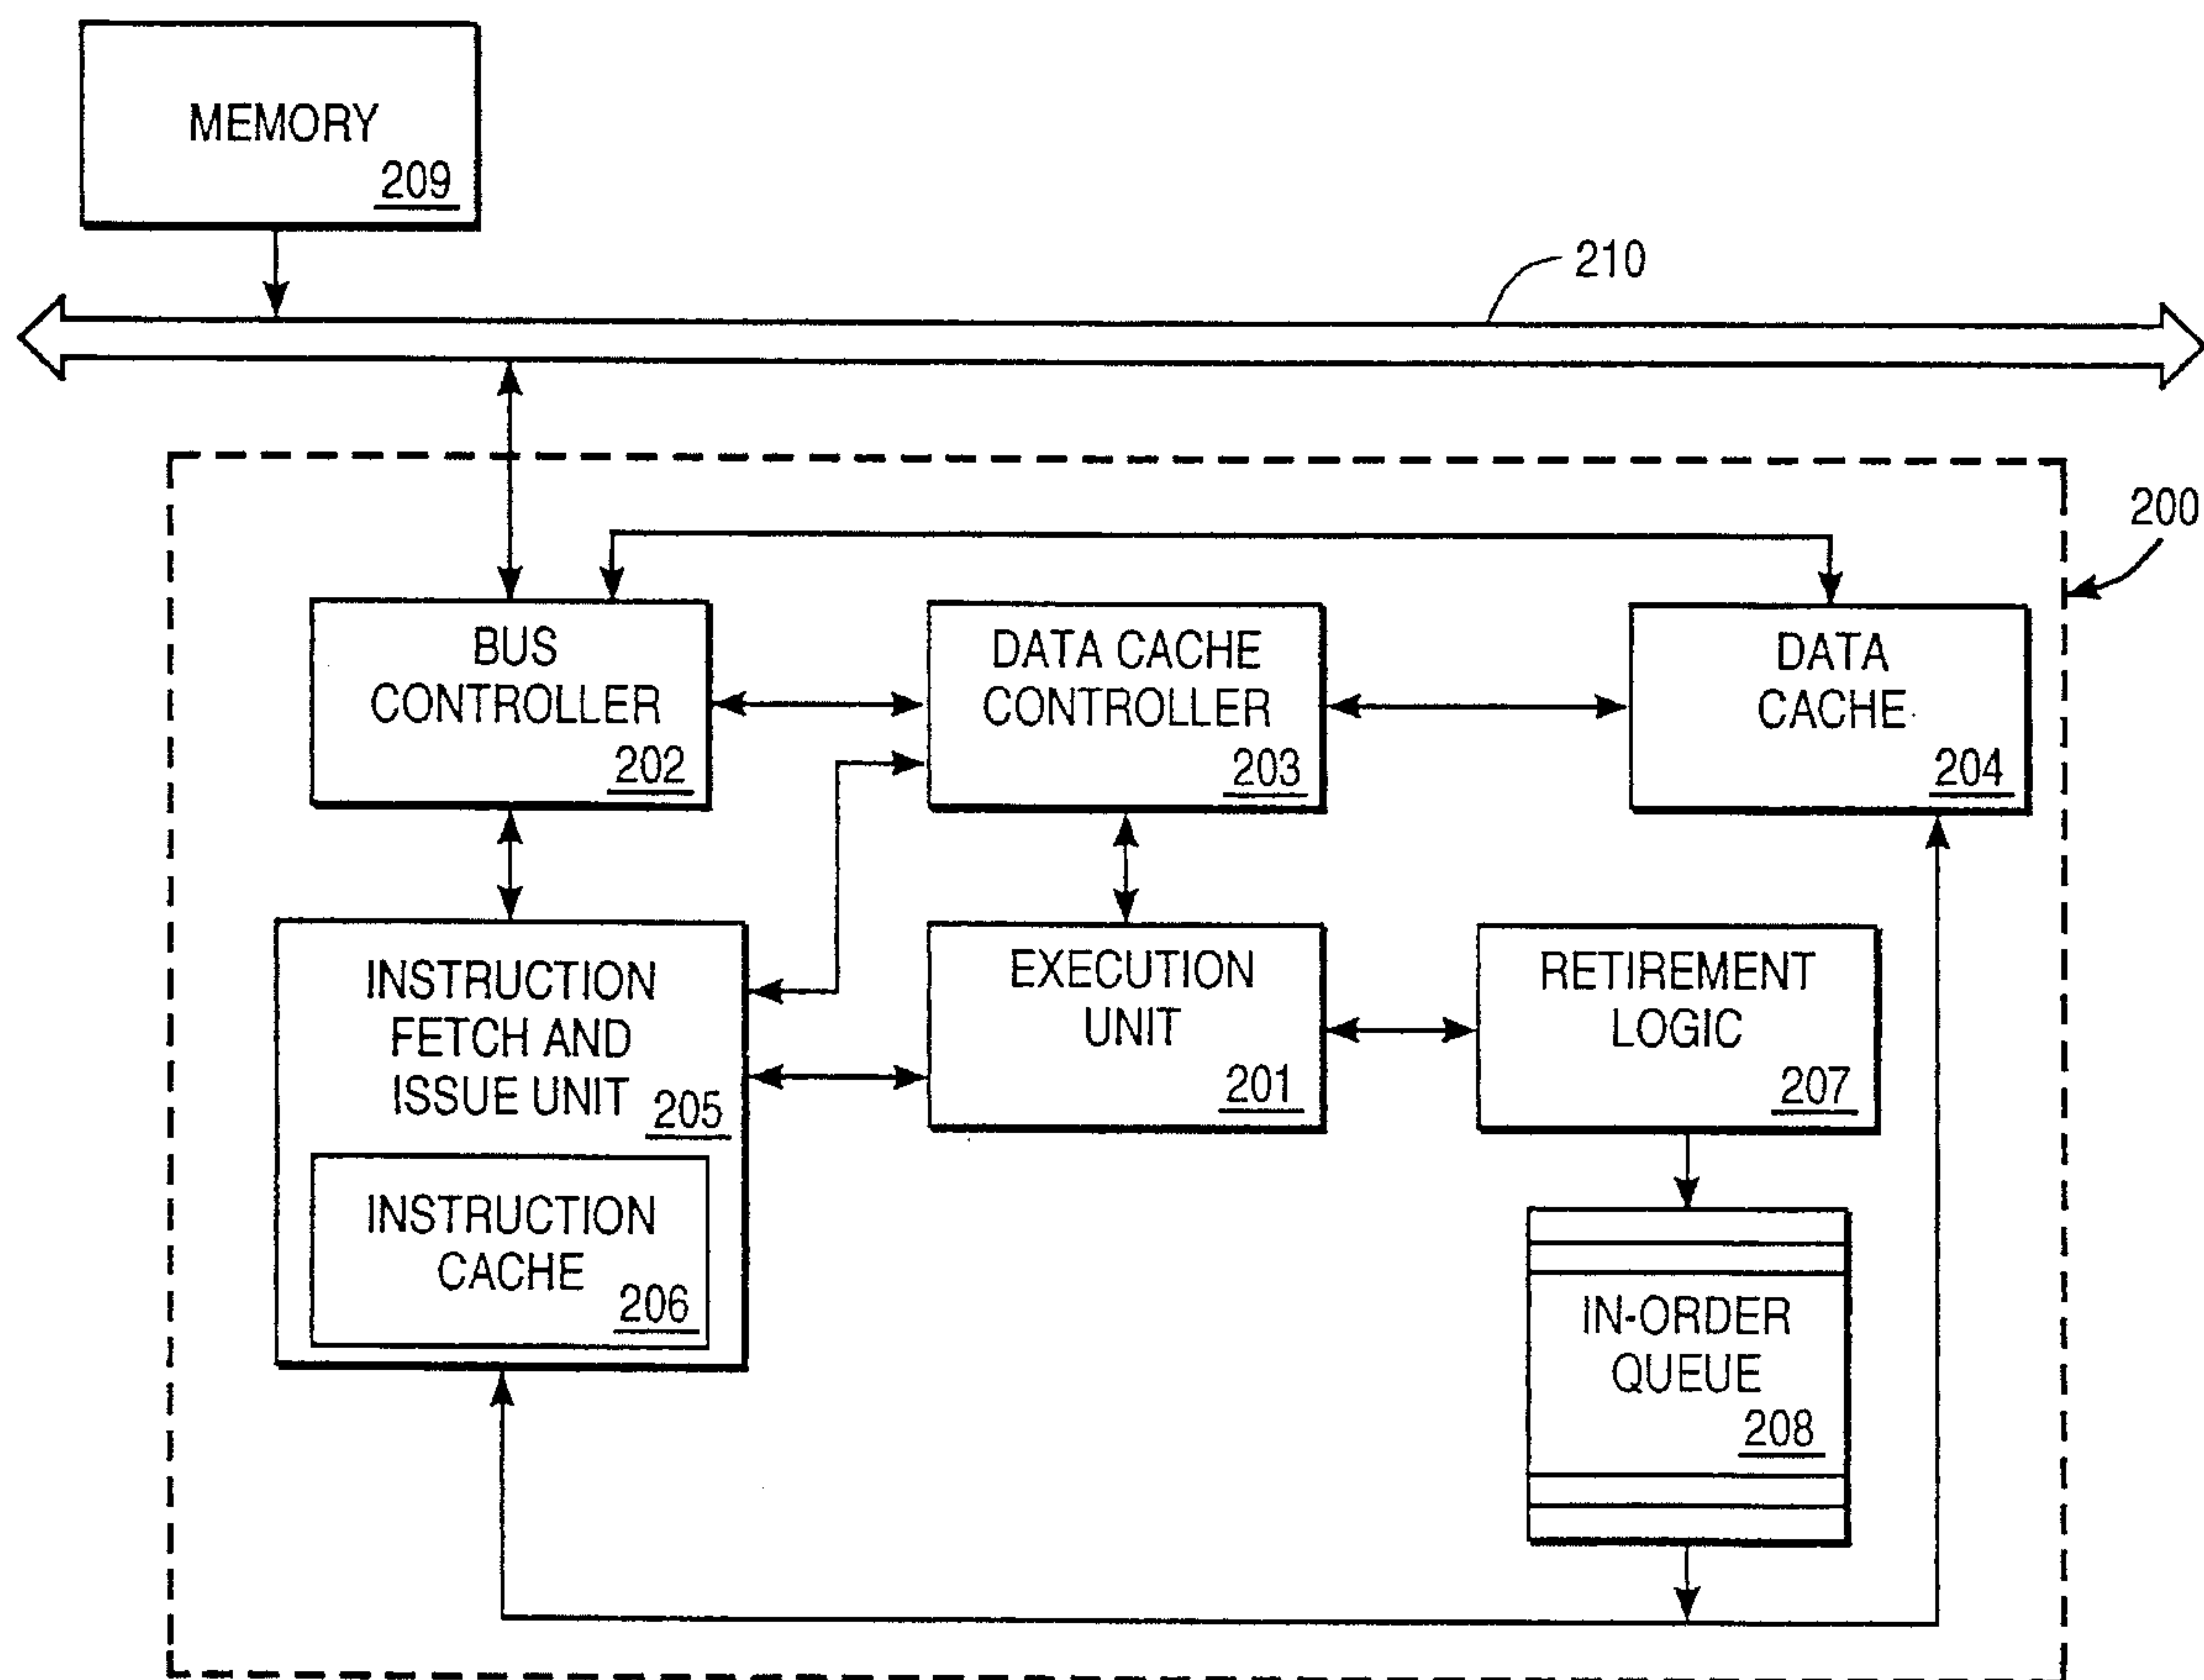 MEMORY
209
210
200
BUS
CONTROLLER
202
DATA CACHE
CONTROLLER
203
DATA
CACHE
204
INSTRUCTION
FETCH AND
ISSUE UNIT
205
INSTRUCTION
CACHE
206
EXECUTION
UNIT
201
RETIREMENT
LOGIC
207
IN-ORDER
QUEUE
208